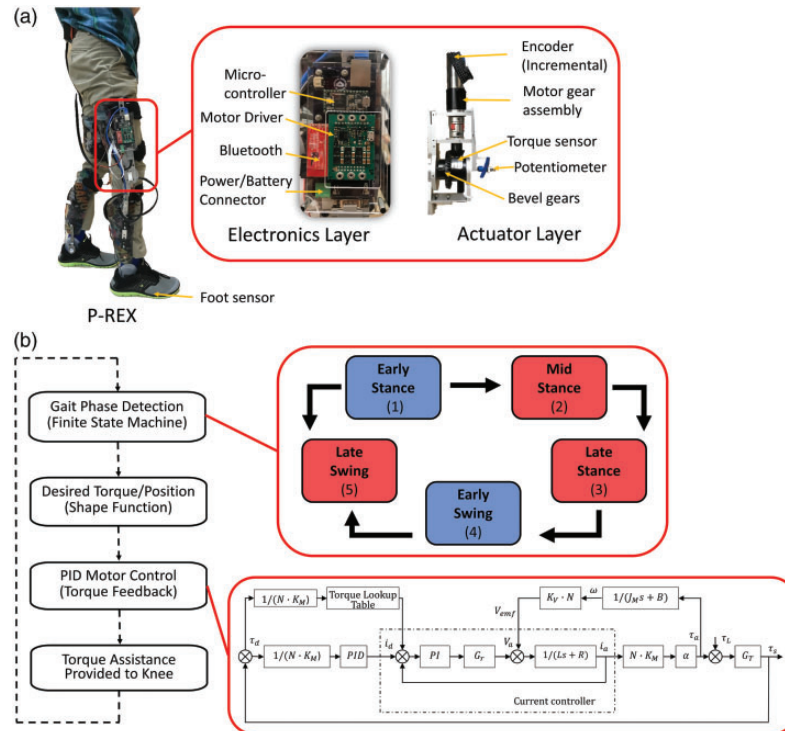 (a)
Micro-
controller
Motor Driver
Bluetooth
Power/Battery
Connector
Electronics Layer
Encoder
(Incremental)
Motor gear
assembly
Torque sensor
Potentiometer
Bevel gears
Actuator Layer
Foot sensor
P-REX
(b)
Gait Phase Detection
(Finite State Machine)
Desired Torque/Position
(Shape Function)
PID Motor Control
(Torque Feedback)
Torque Assistance
Provided to Knee
Early
Stance
(1)
Mid
Stance
(2)
Late
Swing
(5)
Late
Stance
(3)
Early
Swing
(4)
1/(N · K_M)
Torque Lookup
Table
K_V · N
ω
1/(J_M s + B)
V_emf
τ_d
1/(N · K_M)
PID
i_d
PI
G_r
V_a
1/(Ls + R)
i_a
N · K_M
α
τ_a
τ_L
G_T
τ_s
Current controller